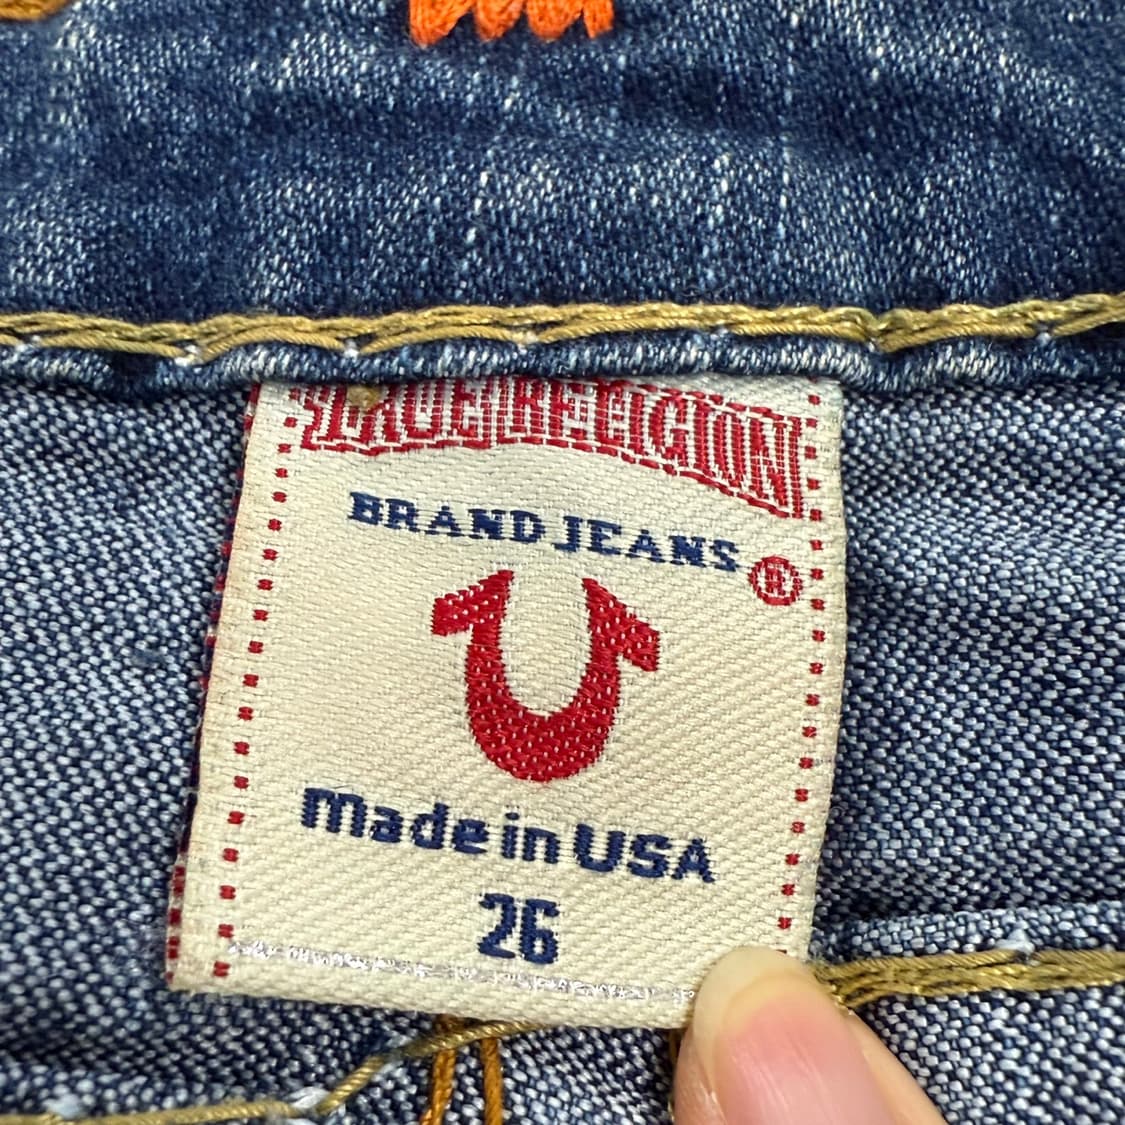 TRUE RELIGION
BRAND JEANS ®
made in USA
26